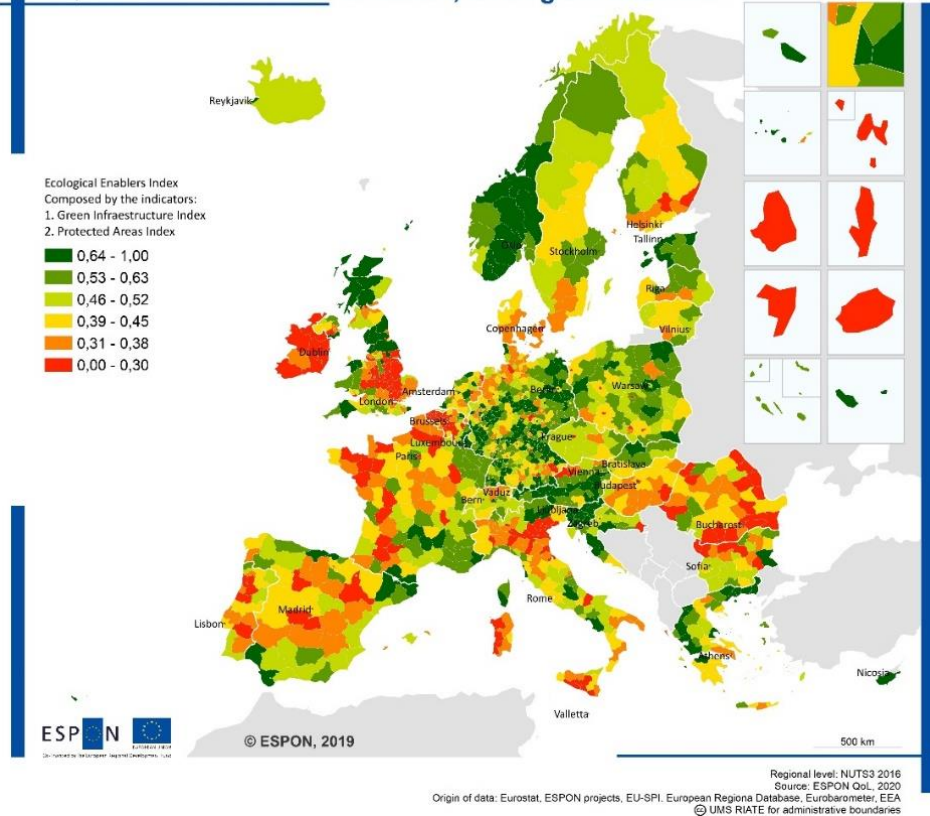 Reykjavik
Ecological Enablers Index
Composed by the indicators:
1. Green Infraestructure Index
2. Protected Areas Index
0,64 - 1,00
0,53 - 0,63
0,46 - 0,52
0,39 - 0,45
0,31 - 0,38
0,00 - 0,30
Oslo
Helsinki
Tallinn
Stockholm
Riga
Copenhagen
Vilnius
Dublin
Amsterdam
Berlin
Warsaw
London
Brussels
Luxembourg
Prague
Paris
Bratislava
Vienna
Budapest
Vaduz
Bern
Ljubljana
Zagreb
Bucharest
Sofia
Madrid
Rome
Lisbon
Athens
Nicosia
Valletta
ESPON
© ESPON, 2019
500 km
Regional level: NUTS3 2016
Source: ESPON QoL, 2020
Origin of data: Eurostat, ESPON projects, EU-SPI. European Regiona Database, Eurobarometer, EEA
UMS RIATE for administrative boundaries